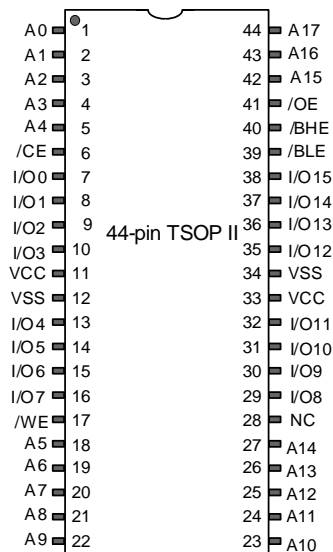 A0 1 44 A17
A1 2 43 A16
A2 3 42 A15
A3 4 41 /OE
A4 5 40 /BHE
/CE 6 39 /BLE
I/O0 7 38 I/O15
I/O1 8 37 I/O14
I/O2 9 44-pin TSOP II 36 I/O13
I/O3 10 35 I/O12
VCC 11 34 VSS
VSS 12 33 VCC
I/O4 13 32 I/O11
I/O5 14 31 I/O10
I/O6 15 30 I/O9
I/O7 16 29 I/O8
/WE 17 28 NC
A5 18 27 A14
A6 19 26 A13
A7 20 25 A12
A8 21 24 A11
A9 22 23 A10